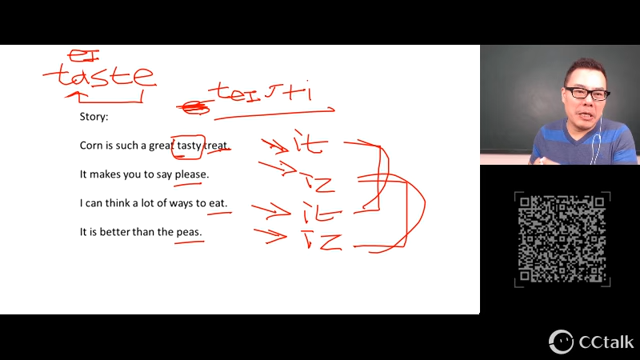 eI
taste
teIsti
Story:
Corn is such a great tasty treat. it
It makes you to say please. iz
I can think a lot of ways to eat. it
It is better than the peas. iz
CCtalk